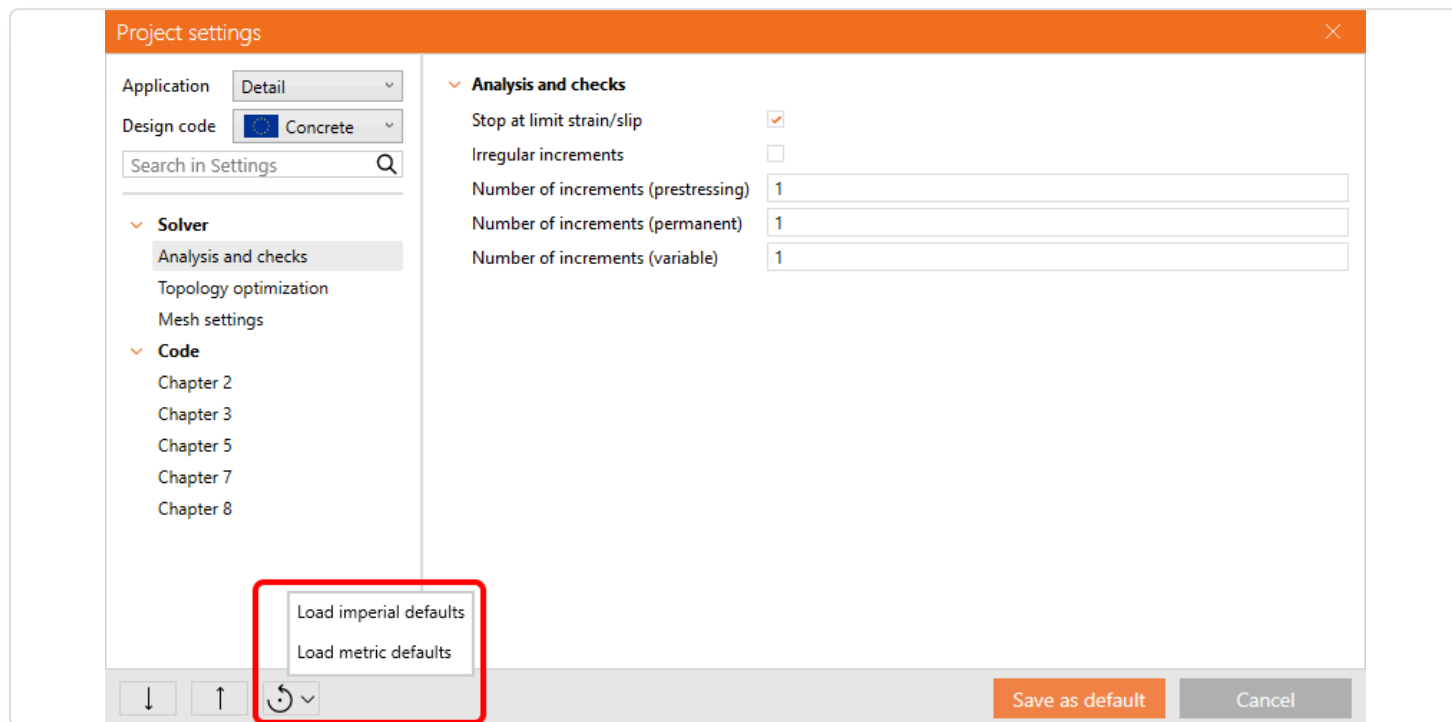 Project settings
Application Detail
Design code Concrete
Search in Settings
Solver
Analysis and checks
Topology optimization
Mesh settings
Code
Chapter 2
Chapter 3
Chapter 5
Chapter 7
Chapter 8
Analysis and checks
Stop at limit strain/slip
Irregular increments
Number of increments (prestressing) 1
Number of increments (permanent) 1
Number of increments (variable) 1
Load imperial defaults
Load metric defaults
Save as default
Cancel